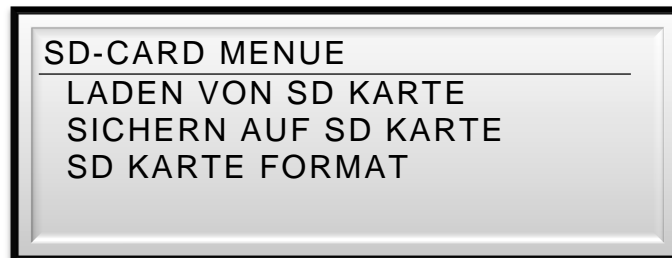 SD-CARD MENUE
LADEN VON SD KARTE
SICHERN AUF SD KARTE
SD KARTE FORMAT